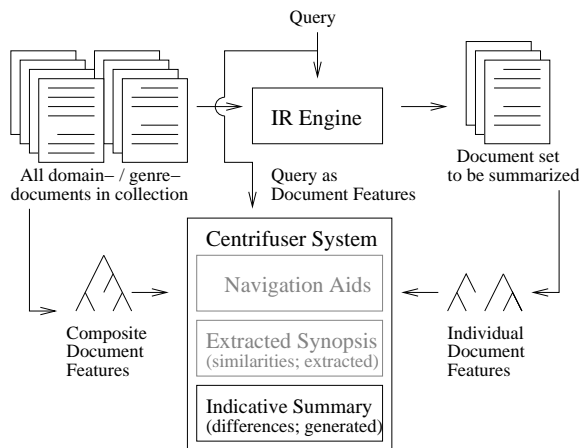 Query
IR Engine
All domain– / genre–
documents in collection
Query as
Document Features
Document set
to be summarized
Centrifuser System
Navigation Aids
Extracted Synopsis
(similarities; extracted)
Indicative Summary
(differences; generated)
Composite
Document
Features
Individual
Document
Features